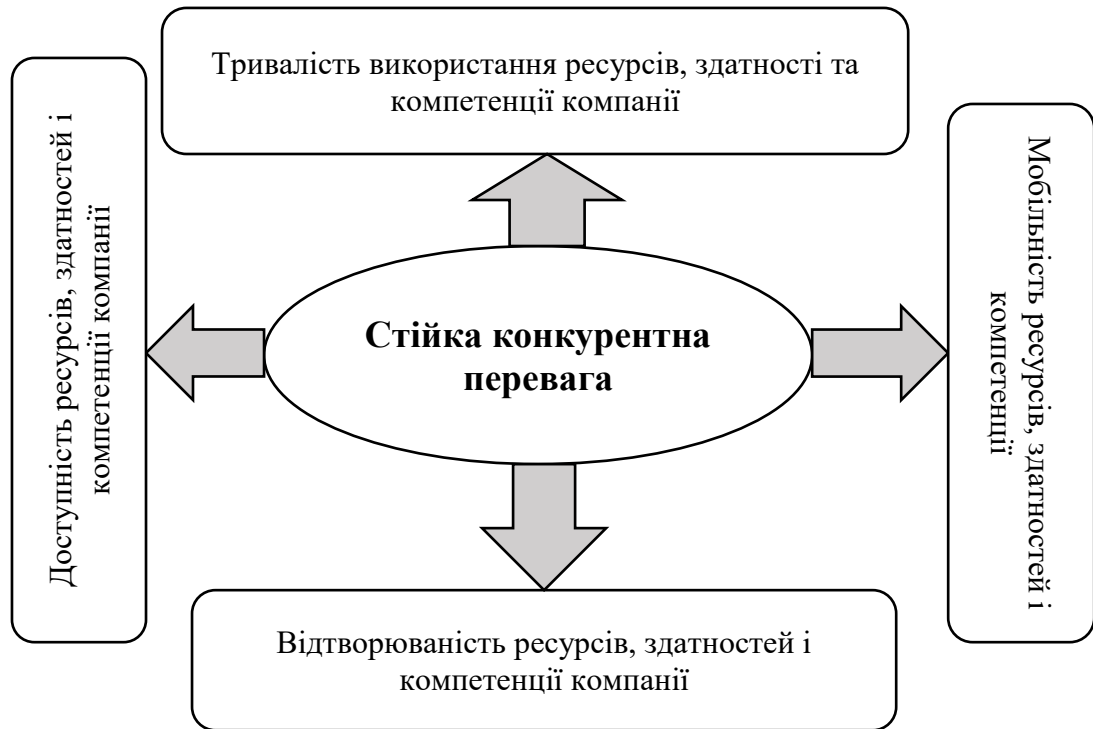 Тривалість використання ресурсів, здатності та
компетенції компанії
Доступність ресурсів, здатностей і
компетенції компанії
Стійка конкурентна
перевага
Мобільність ресурсів, здатностей і
компетенції
Відтворюваність ресурсів, здатностей і
компетенції компанії